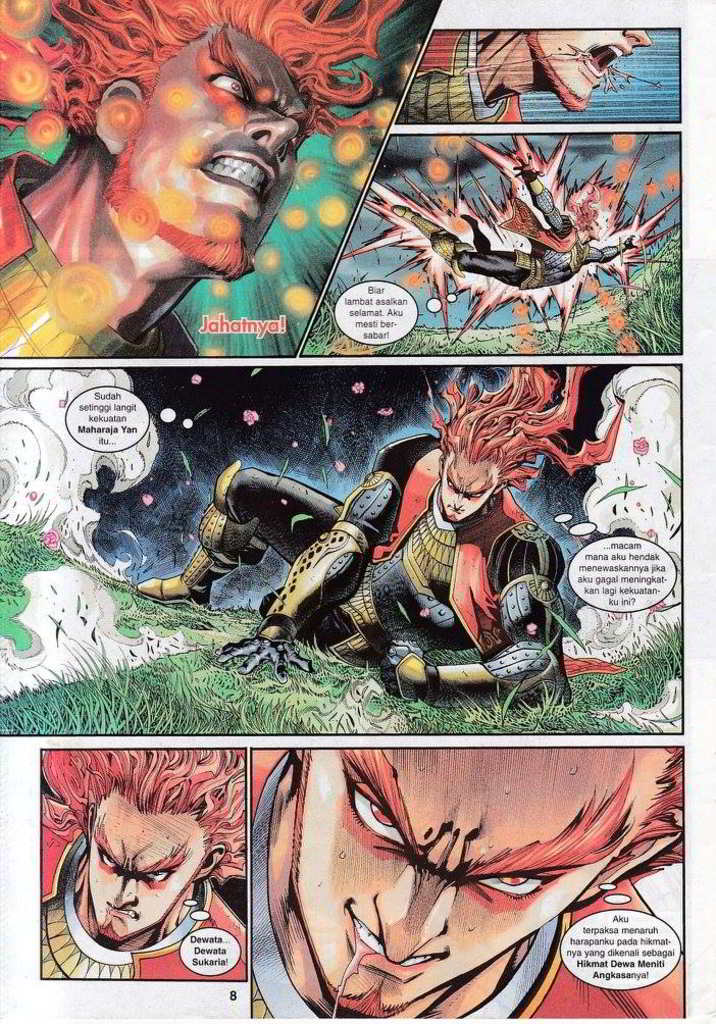 Jahatnya!
Biar
lambat asalkan
selamat. Aku
mesti ber-
sabar!
Sudah
setinggi langit
kekuatan
Maharaja Yan
itu...
...macam
mana aku hendak
menewaskannya jika
aku gagal meningkat-
kan lagi kekuatan-
ku ini?
Dewata...
Dewata
Sukaria!
Aku
terpaksa menaruh
harapanku pada hikmat-
nya yang dikenali sebagai
Hikmat Dewa Meniti
Angkasanya!
8